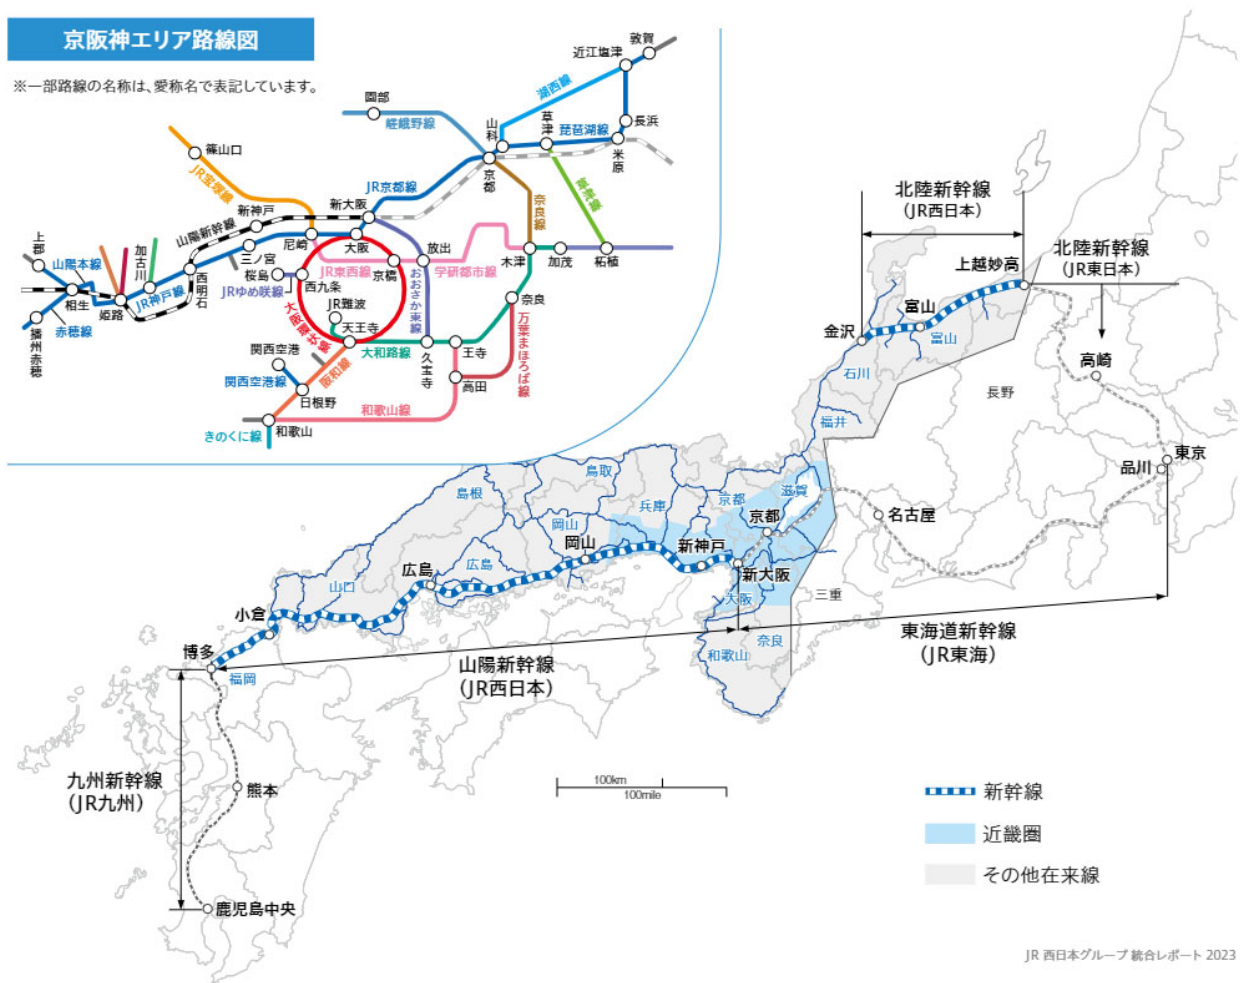 京阪神エリア路線図
※一部路線の名称は、愛称名で表記しています。
敦賀
近江塩津
湖西線
園部
嵯峨野線
山科
草津
琵琶湖線
長浜
米原
京都
篠山口
JR宝塚線
JR京都線
奈良線
草津線
新大阪
新神戸
山陽新幹線
上郡
山陽本線
加古川
三ノ宮
尼崎
大阪
放出
木津
加茂
柘植
桜島
JR東西線
京橋
学研都市線
西九条
JRゆめ咲線
相生
姫路
JR神戸線
西明石
おおさか東線
JR難波
奈良
赤穂線
播州赤穂
大阪環状線
天王寺
万葉まほろば線
関西空港
大和路線
久宝寺
王寺
阪和線
関西空港線
高田
日根野
和歌山線
きのくに線
和歌山
北陸新幹線
(JR西日本)
北陸新幹線
(JR東日本)
上越妙高
富山
金沢
富山
石川
高崎
長野
福井
東京
品川
鳥取
島根
滋賀
兵庫
京都
京都
名古屋
岡山
岡山
新神戸
広島
広島
新大阪
山口
大阪
三重
小倉
東海道新幹線
(JR東海)
博多
奈良
和歌山
山陽新幹線
(JR西日本)
福岡
九州新幹線
(JR九州)
熊本
100km
100mile
新幹線
近畿圏
その他在来線
鹿児島中央
JR 西日本グループ 統合レポート 2023